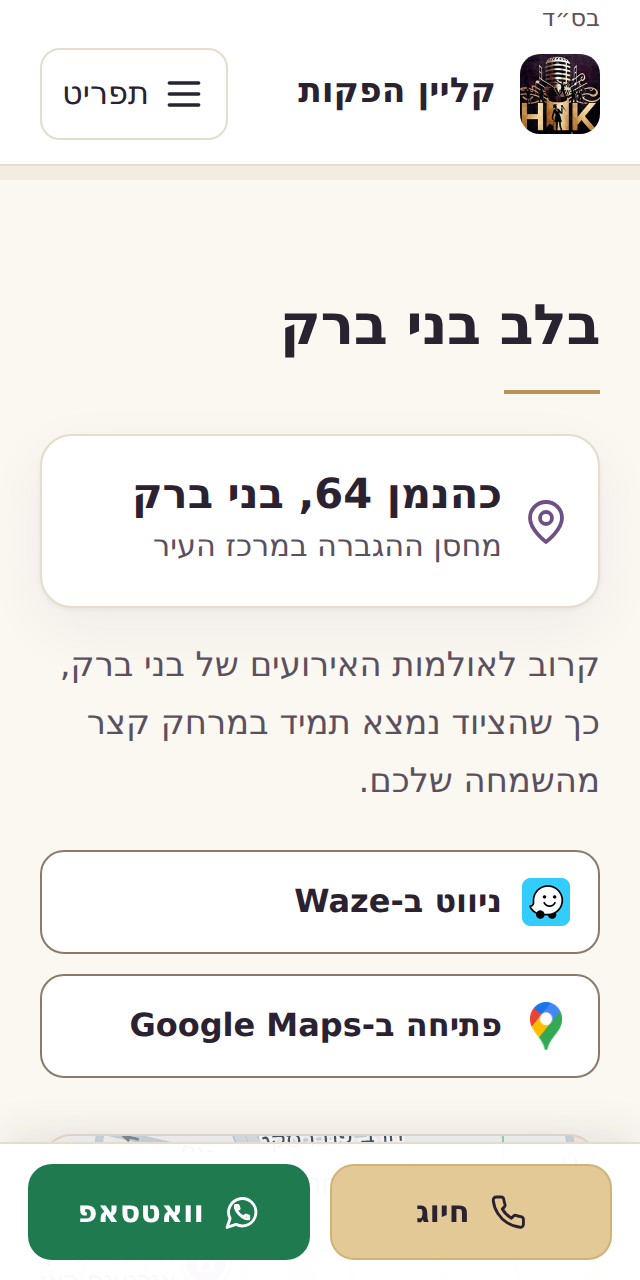 בס״ד
קליין הפקות
תפריט
בלב בני ברק
כהנמן 64, בני ברק
מחסן ההגברה במרכז העיר
קרוב לאולמות האירועים של בני ברק,
כך שהציוד נמצא תמיד במרחק קצר
מהשמחה שלכם.
ניווט ב-Waze
פתיחה ב-Google Maps
חיוג
וואטסאפ